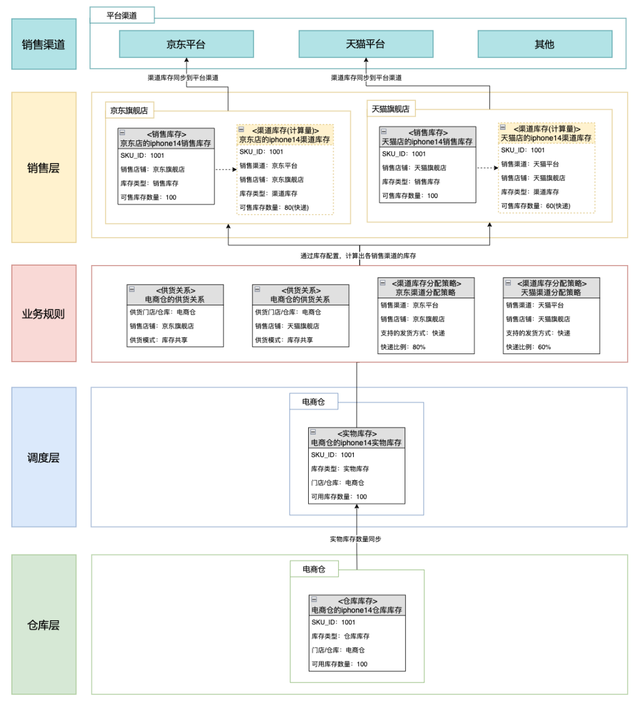 平台渠道
销售渠道
京东平台
天猫平台
其他
渠道库存同步到平台渠道
渠道库存同步到平台渠道
销售层
京东旗舰店
<销售库存>
京东店的iphone14销售库存
SKU_ID：1001
销售店铺：京东旗舰店
库存类型：销售库存
可售库存数量：100
<渠道库存(计算量)>
京东店的iphone14渠道库存
SKU_ID：1001
销售渠道：京东平台
销售店铺：京东旗舰店
库存类型：渠道库存
可售库存数量：80(快递)
天猫旗舰店
<销售库存>
天猫店的iphone14销售库存
SKU_ID：1001
销售店铺：天猫旗舰店
库存类型：销售库存
可售库存数量：100
<渠道库存(计算量)>
天猫店的iphone14渠道库存
SKU_ID：1001
销售渠道：天猫平台
销售店铺：天猫旗舰店
库存类型：渠道库存
可售库存数量：60(快递)
通过库存配置，计算出各销售渠道的库存
业务规则
<供货关系>
电商仓的供货关系
供货门店/仓库：电商仓
销售店铺：京东旗舰店
供货模式：库存共享
<供货关系>
电商仓的供货关系
供货门店/仓库：电商仓
销售店铺：天猫旗舰店
供货模式：库存共享
<渠道库存分配策略>
京东渠道分配策略
销售渠道：京东平台
销售店铺：京东旗舰店
支持的发货方式：快递
快递比例：80%
<渠道库存分配策略>
天猫渠道分配策略
销售渠道：天猫平台
销售店铺：天猫旗舰店
支持的发货方式：快递
快递比例：60%
调度层
电商仓
<实物库存>
电商仓的iphone14实物库存
SKU_ID：1001
库存类型：实物库存
门店/仓库：电商仓
可用库存数量：100
实物库存数量同步
仓库层
电商仓
<仓库库存>
电商仓的iphone14仓库库存
SKU_ID：1001
库存类型：仓库库存
门店/仓库：电商仓
可用库存数量：100